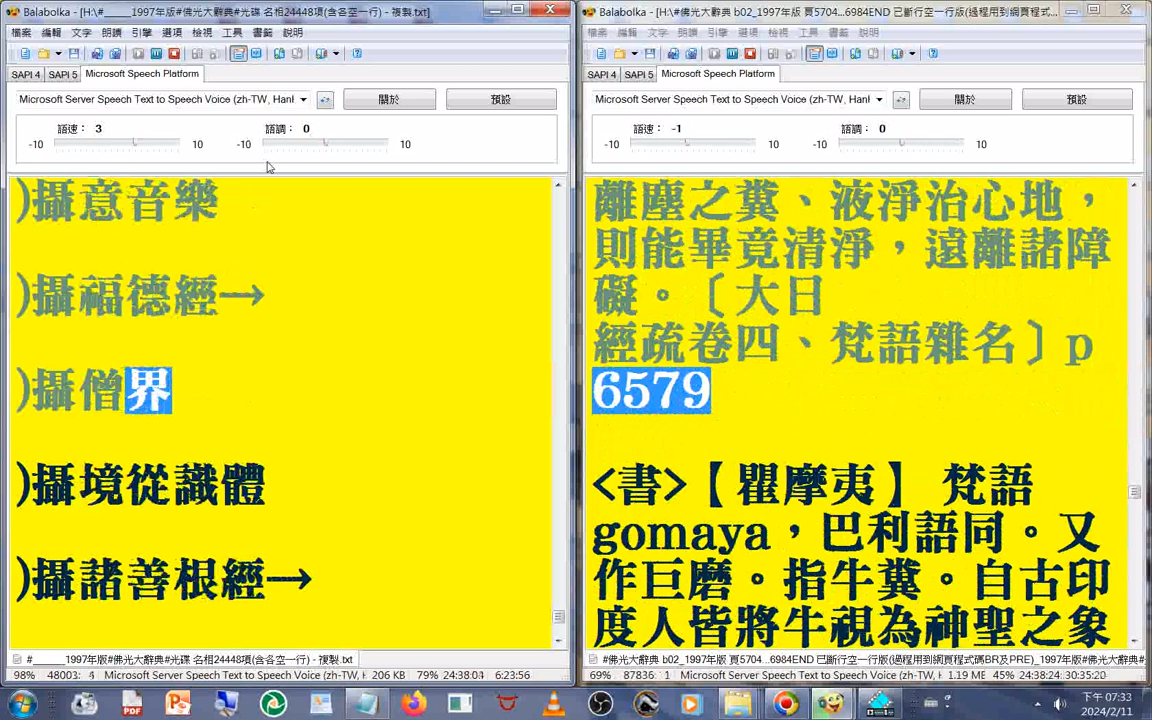 Balabolka - [H:\#_____1997年版#佛光大辭典#光碟 名相24448項(含各空一行) - 複製.txt]
檔案 編輯 文字 朗讀 引擎 選項 檢視 工具 書籤 說明
SAPI 4 SAPI 5 Microsoft Speech Platform
Microsoft Server Speech Text to Speech Voice (zh-TW, Hanl 關於 預設
語速： 3 語調： 0
-10 10 -10 10
)攝意音樂
)攝福德經→
)攝僧界
)攝境從識體
)攝諸善根經→
#_____1997年版#佛光大辭典#光碟 名相24448項(含各空一行) - 複製.txt
98% 48003: 4 Microsoft Server Speech Text to Speech Voice (zh-TW, H 206 KB 79% 24:38:04 6:23:56
Balabolka - [H:\#佛光大辭典 b02_1997年版 頁5704...6984END 已斷行空一行版(過程用到網頁程式...
檔案 編輯 文字 朗讀 引擎 選項 檢視 工具 書籤 說明
SAPI 4 SAPI 5 Microsoft Speech Platform
Microsoft Server Speech Text to Speech Voice (zh-TW, Hanl 關於 預設
語速： -1 語調： 0
-10 10 -10 10
離塵之糞、液淨治心地，
則能畢竟清淨，遠離諸障
礙。〔大日
經疏卷四、梵語雜名〕p
6579
<書>【瞿摩夷】 梵語
gomaya，巴利語同。又
作巨磨。指牛糞。自古印
度人皆將牛視為神聖之象
#佛光大辭典 b02_1997年版 頁5704...6984END 已斷行空一行版(過程用到網頁程式碼BR及PRE)_1997年版#
69% 87836: 1 Microsoft Server Speech Text to Speech Voice (zh-TW, H 1.19 ME 45% 24:38:24:30:35:20
下午 07:33
2024/2/11